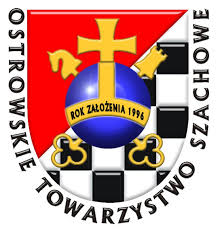 OSTROWSKIE TOWARZYSTWO SZACHOWE
ROK ZAŁOŻENIA 1996